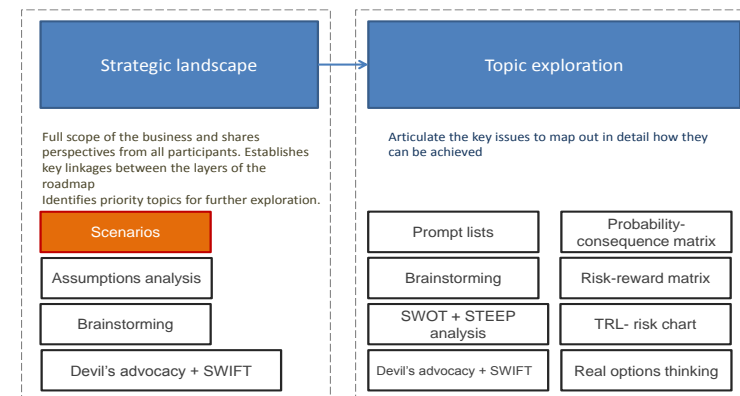 Strategic landscape
Topic exploration
Full scope of the business and shares
perspectives from all participants. Establishes
key linkages between the layers of the
roadmap
Identifies priority topics for further exploration.
Articulate the key issues to map out in detail how they
can be achieved
Scenarios
Assumptions analysis
Brainstorming
Devil's advocacy + SWIFT
Prompt lists
Brainstorming
SWOT + STEEP
analysis
Devil's advocacy + SWIFT
Probability-
consequence matrix
Risk-reward matrix
TRL- risk chart
Real options thinking